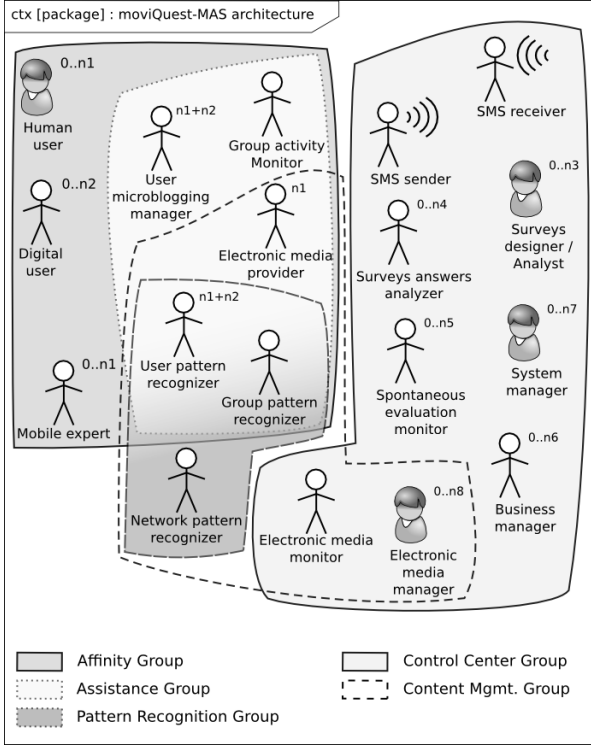 ctx [package] : moviQuest-MAS architecture
0..n1
Human
user
n1+n2
User
microblogging
manager
Group activity
Monitor
0..n2
Digital
user
n1
Electronic media
provider
n1+n2
User pattern
recognizer
Group pattern
recognizer
0..n1
Mobile expert
Network pattern
recognizer
SMS receiver
SMS sender
0..n3
Surveys
designer /
Analyst
0..n4
Surveys answers
analyzer
0..n5
Spontaneous
evaluation
monitor
0..n7
System
manager
0..n6
Business
manager
Electronic media
monitor
0..n8
Electronic
media
manager
Affinity Group
Assistance Group
Pattern Recognition Group
Control Center Group
Content Mgmt. Group